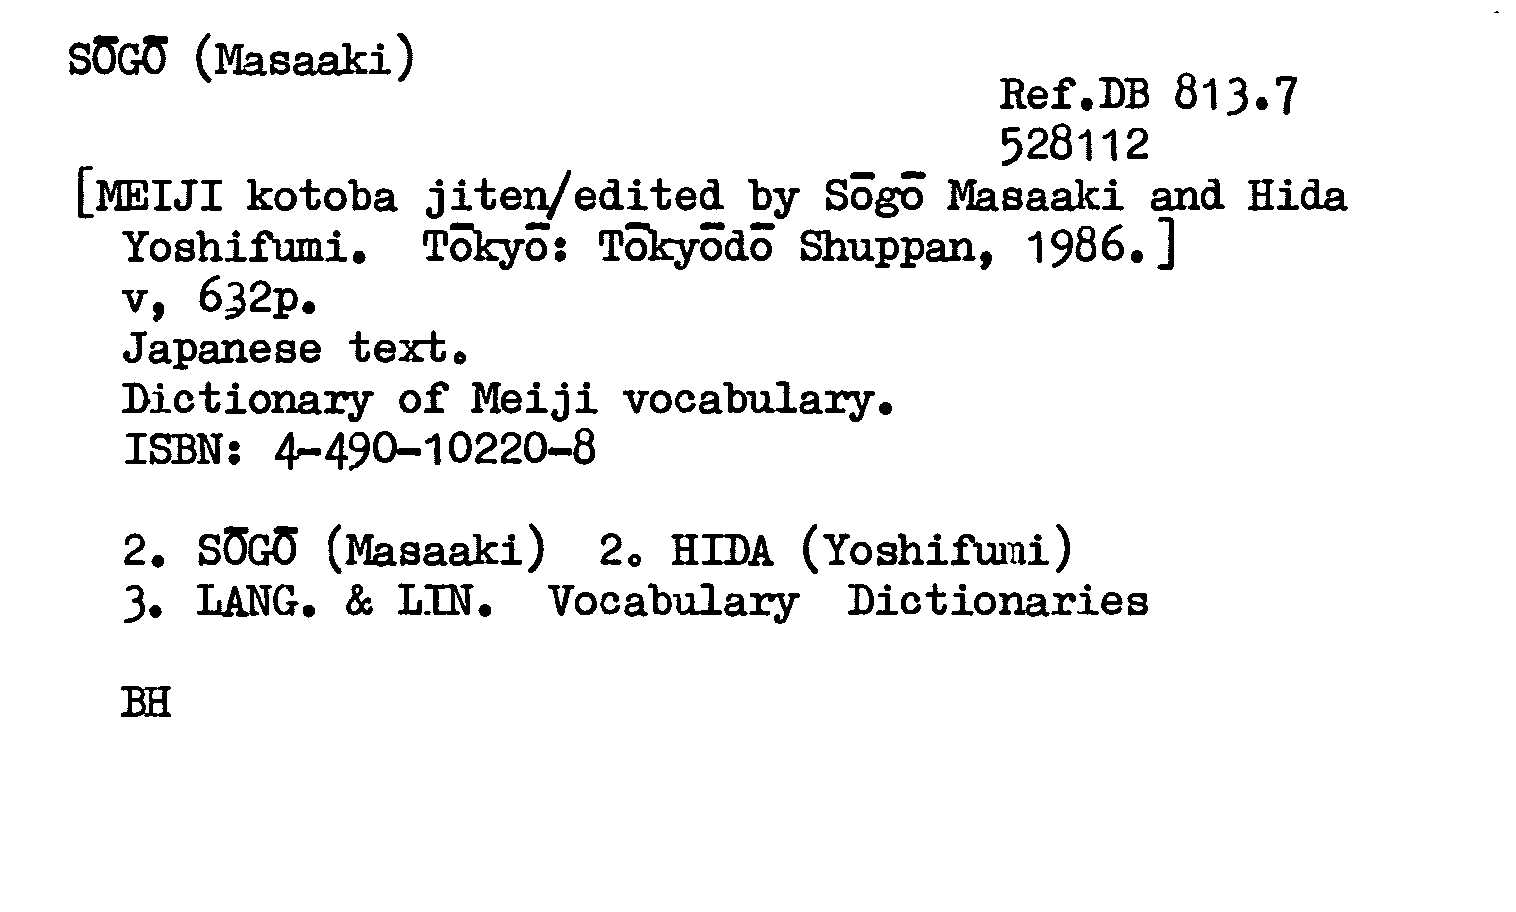 SŌGŌ (Masaaki)
Ref.DB 813.7
528112
[MEIJI kotoba jiten/edited by Sōgō Masaaki and Hida
Yoshifumi. Tōkyō: Tōkyōdō Shuppan, 1986.]
v, 632p.
Japanese text.
Dictionary of Meiji vocabulary.
ISBN: 4-490-10220-8
2. SŌGŌ (Masaaki) 2. HIDA (Yoshifumi)
3. LANG. & LIN. Vocabulary Dictionaries
BH